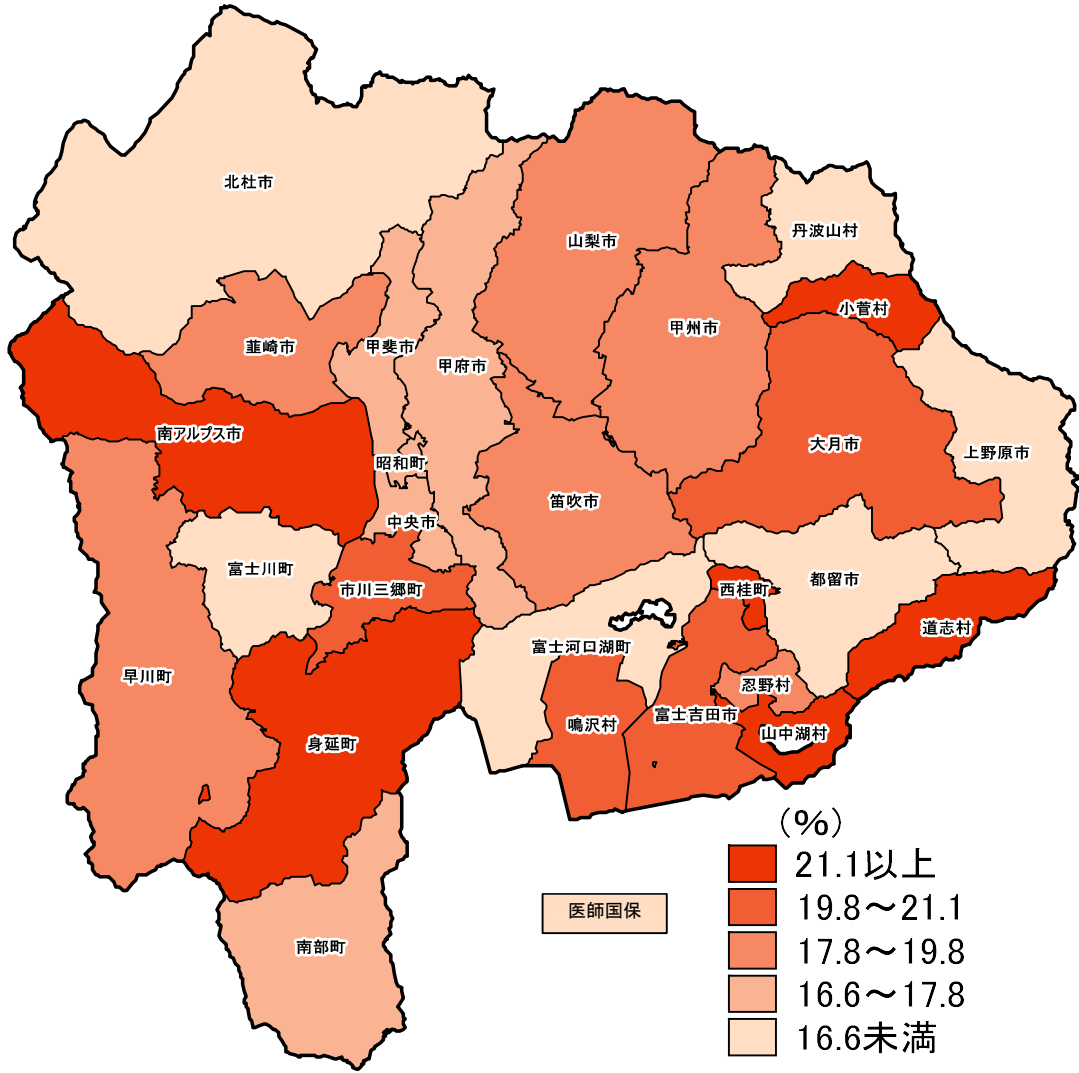 北杜市
丹波山村
山梨市
小菅村
甲州市
韮崎市
甲斐市
甲府市
南アルプス市
大月市
上野原市
昭和町
笛吹市
中央市
富士川町
都留市
市川三郷町
西桂町
道志村
富士河口湖町
早川町
忍野村
富士吉田市
鳴沢村
山中湖村
身延町
南部町
医師国保
(%)
21.1以上
19.8～21.1
17.8～19.8
16.6～17.8
16.6未満